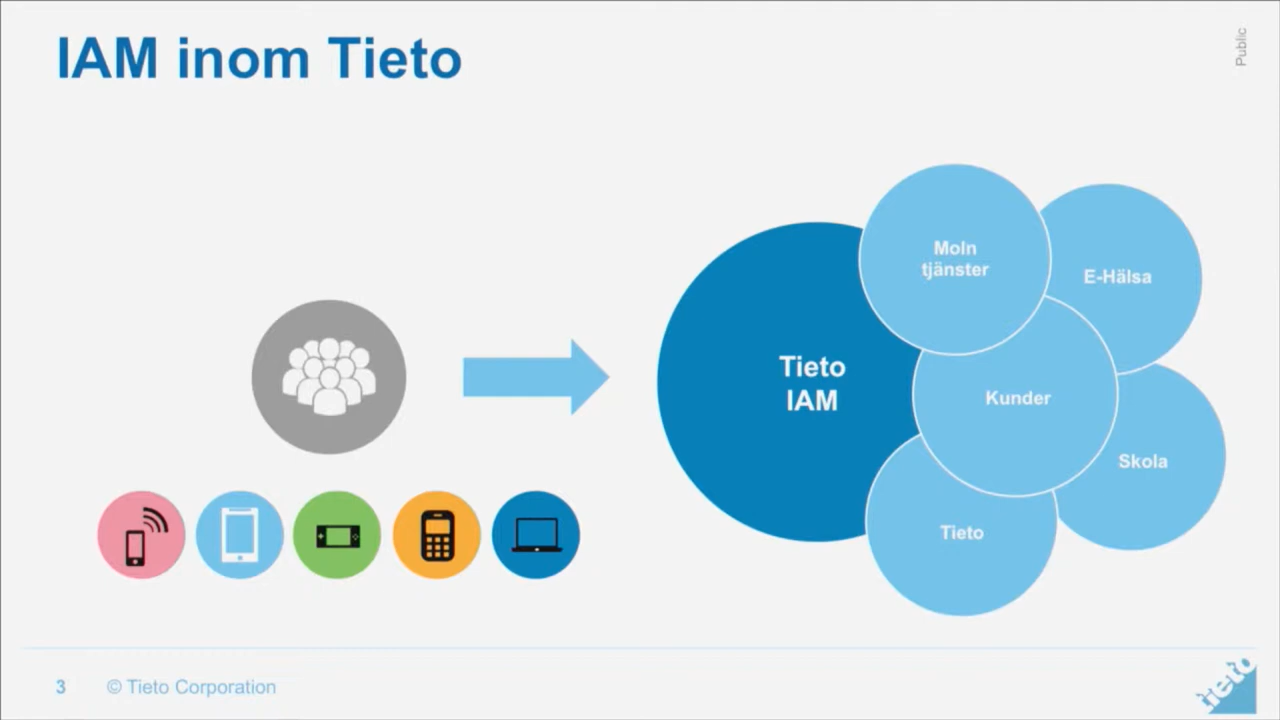 IAM inom Tieto
Public
Moln
tjänster
E-Hälsa
Tieto
IAM
Kunder
Skola
Tieto
3
© Tieto Corporation
tieto